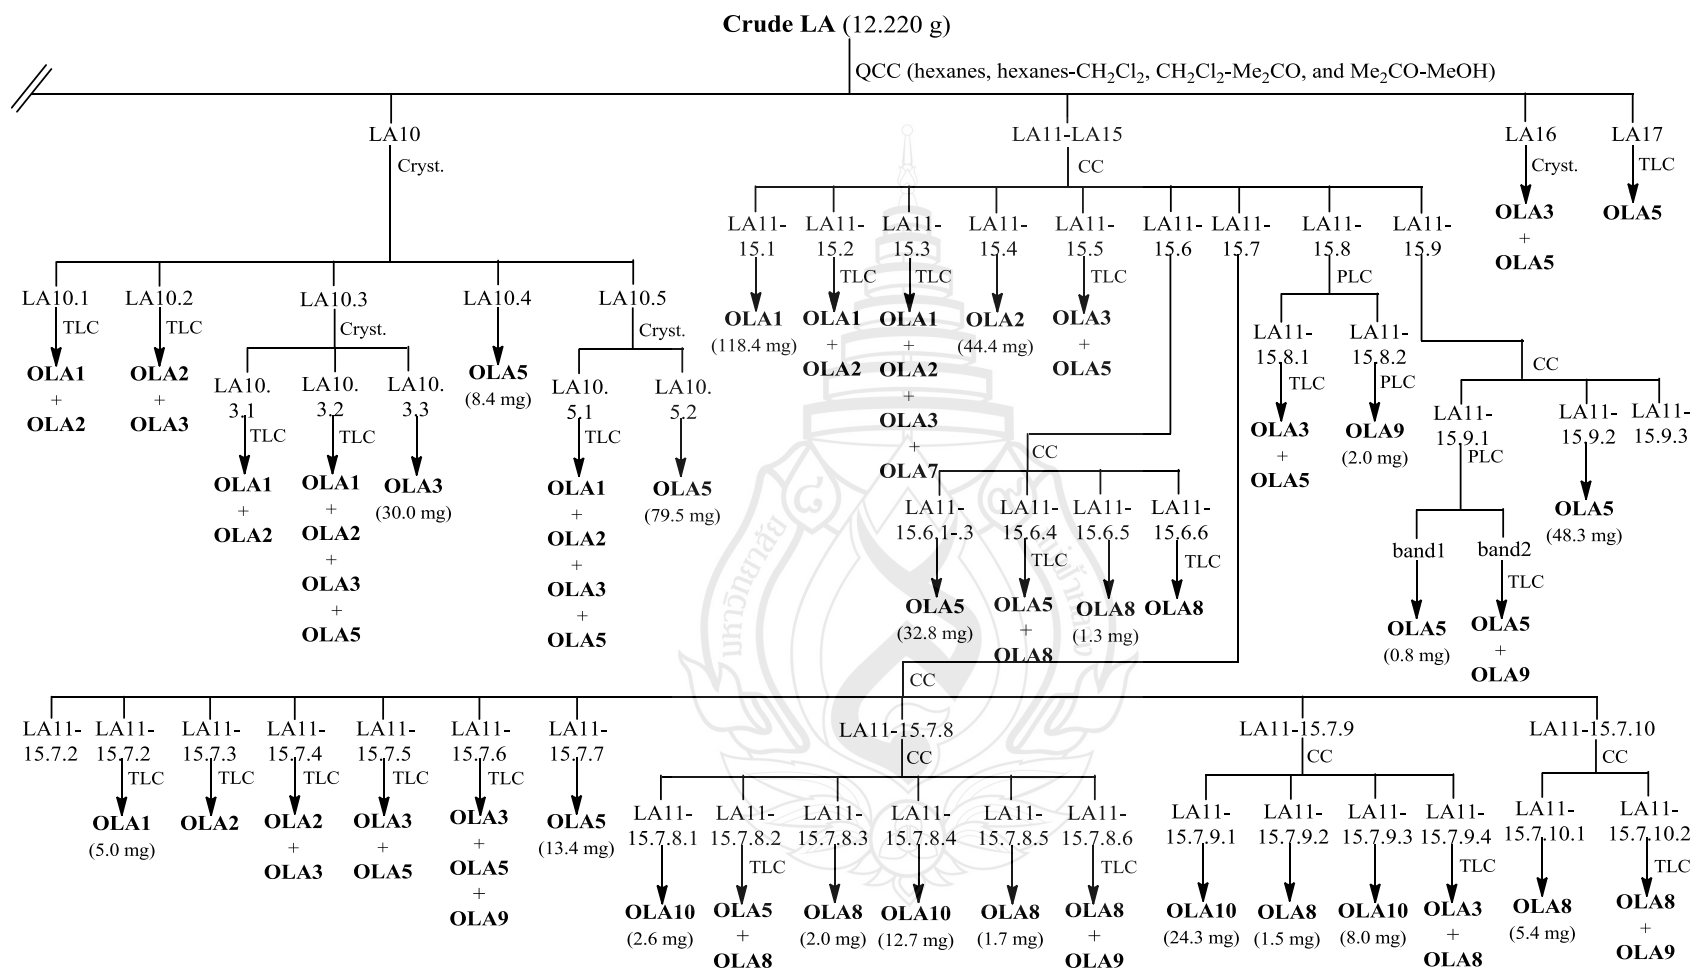 Crude LA (12.220 g)
QCC (hexanes, hexanes-CH₂Cl₂, CH₂Cl₂-Me₂CO, and Me₂CO-MeOH)
LA10
Cryst.
LA11-LA15
CC
LA16
Cryst.
OLA3
+
OLA5
LA17
TLC
OLA5
LA10.1
TLC
OLA1
+
OLA2
LA10.2
TLC
OLA2
+
OLA3
LA10.3
Cryst.
LA10.
3.1
TLC
OLA1
+
OLA2
LA10.
3.2
TLC
OLA1
+
OLA2
+
OLA3
+
OLA5
LA10.
3.3
OLA3
(30.0 mg)
LA10.4
OLA5
(8.4 mg)
LA10.5
Cryst.
LA10.
5.1
TLC
OLA1
+
OLA2
+
OLA3
+
OLA5
LA10.
5.2
OLA5
(79.5 mg)
LA11-
15.1
OLA1
(118.4 mg)
LA11-
15.2
TLC
OLA1
+
OLA2
LA11-
15.3
TLC
OLA1
+
OLA2
+
OLA3
+
OLA7
LA11-
15.4
OLA2
(44.4 mg)
LA11-
15.5
TLC
OLA3
+
OLA5
LA11-
15.6
CC
LA11-
15.6.1-.3
OLA5
(32.8 mg)
LA11-
15.6.4
TLC
OLA5
+
OLA8
LA11-
15.6.5
OLA8
(1.3 mg)
LA11-
15.6.6
TLC
OLA8
LA11-
15.7
CC
LA11-
15.8
PLC
LA11-
15.8.1
TLC
OLA3
+
OLA5
LA11-
15.8.2
PLC
OLA9
(2.0 mg)
LA11-
15.9
CC
LA11-
15.9.1
PLC
band1
OLA5
(0.8 mg)
band2
TLC
OLA5
+
OLA9
LA11-
15.9.2
OLA5
(48.3 mg)
LA11-
15.9.3
LA11-
15.7.2
LA11-
15.7.2
TLC
OLA1
(5.0 mg)
LA11-
15.7.3
TLC
OLA2
LA11-
15.7.4
TLC
OLA2
+
OLA3
LA11-
15.7.5
TLC
OLA3
+
OLA5
LA11-
15.7.6
TLC
OLA3
+
OLA5
+
OLA9
LA11-
15.7.7
OLA5
(13.4 mg)
LA11-15.7.8
CC
LA11-
15.7.8.1
OLA10
(2.6 mg)
LA11-
15.7.8.2
TLC
OLA5
+
OLA8
LA11-
15.7.8.3
OLA8
(2.0 mg)
LA11-
15.7.8.4
OLA10
(12.7 mg)
LA11-
15.7.8.5
OLA8
(1.7 mg)
LA11-
15.7.8.6
TLC
OLA8
+
OLA9
LA11-15.7.9
CC
LA11-
15.7.9.1
OLA10
(24.3 mg)
LA11-
15.7.9.2
OLA8
(1.5 mg)
LA11-
15.7.9.3
OLA10
(8.0 mg)
LA11-
15.7.9.4
TLC
OLA3
+
OLA8
LA11-15.7.10
CC
LA11-
15.7.10.1
OLA8
(5.4 mg)
LA11-
15.7.10.2
TLC
OLA8
+
OLA9